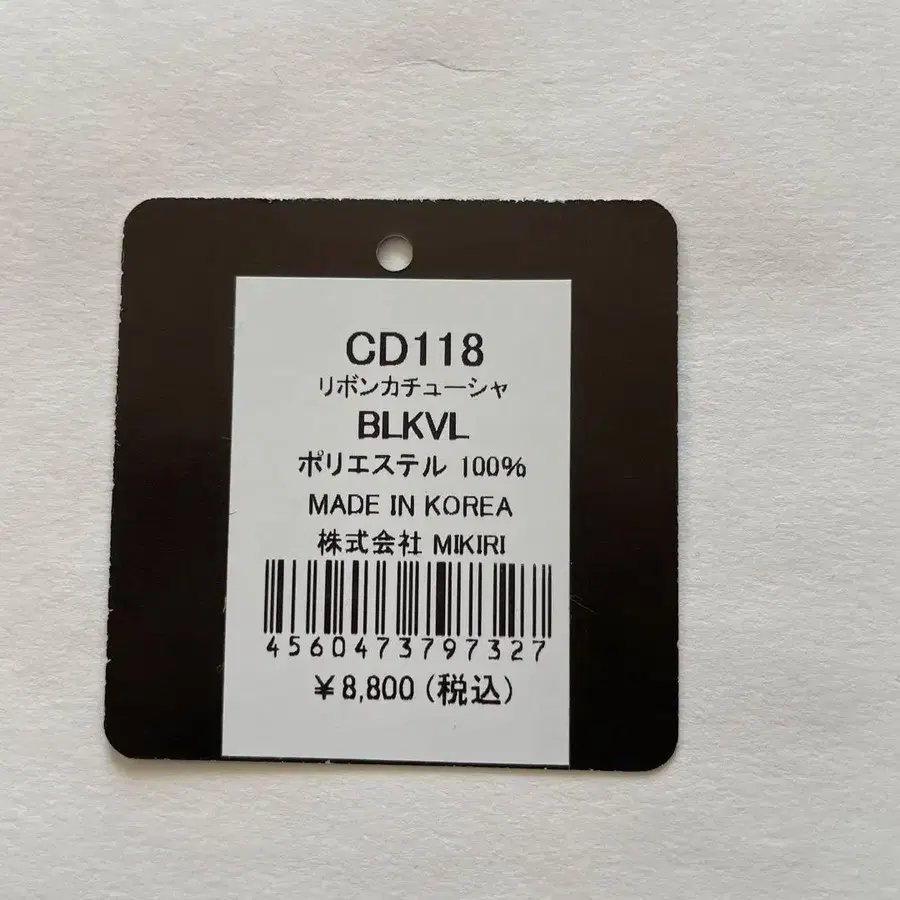 CD118
リボンカチューシャ
BLKVL
ポリエステル 100%
MADE IN KOREA
株式会社 MIKIRI
4560473797327
¥8,800 (税込)